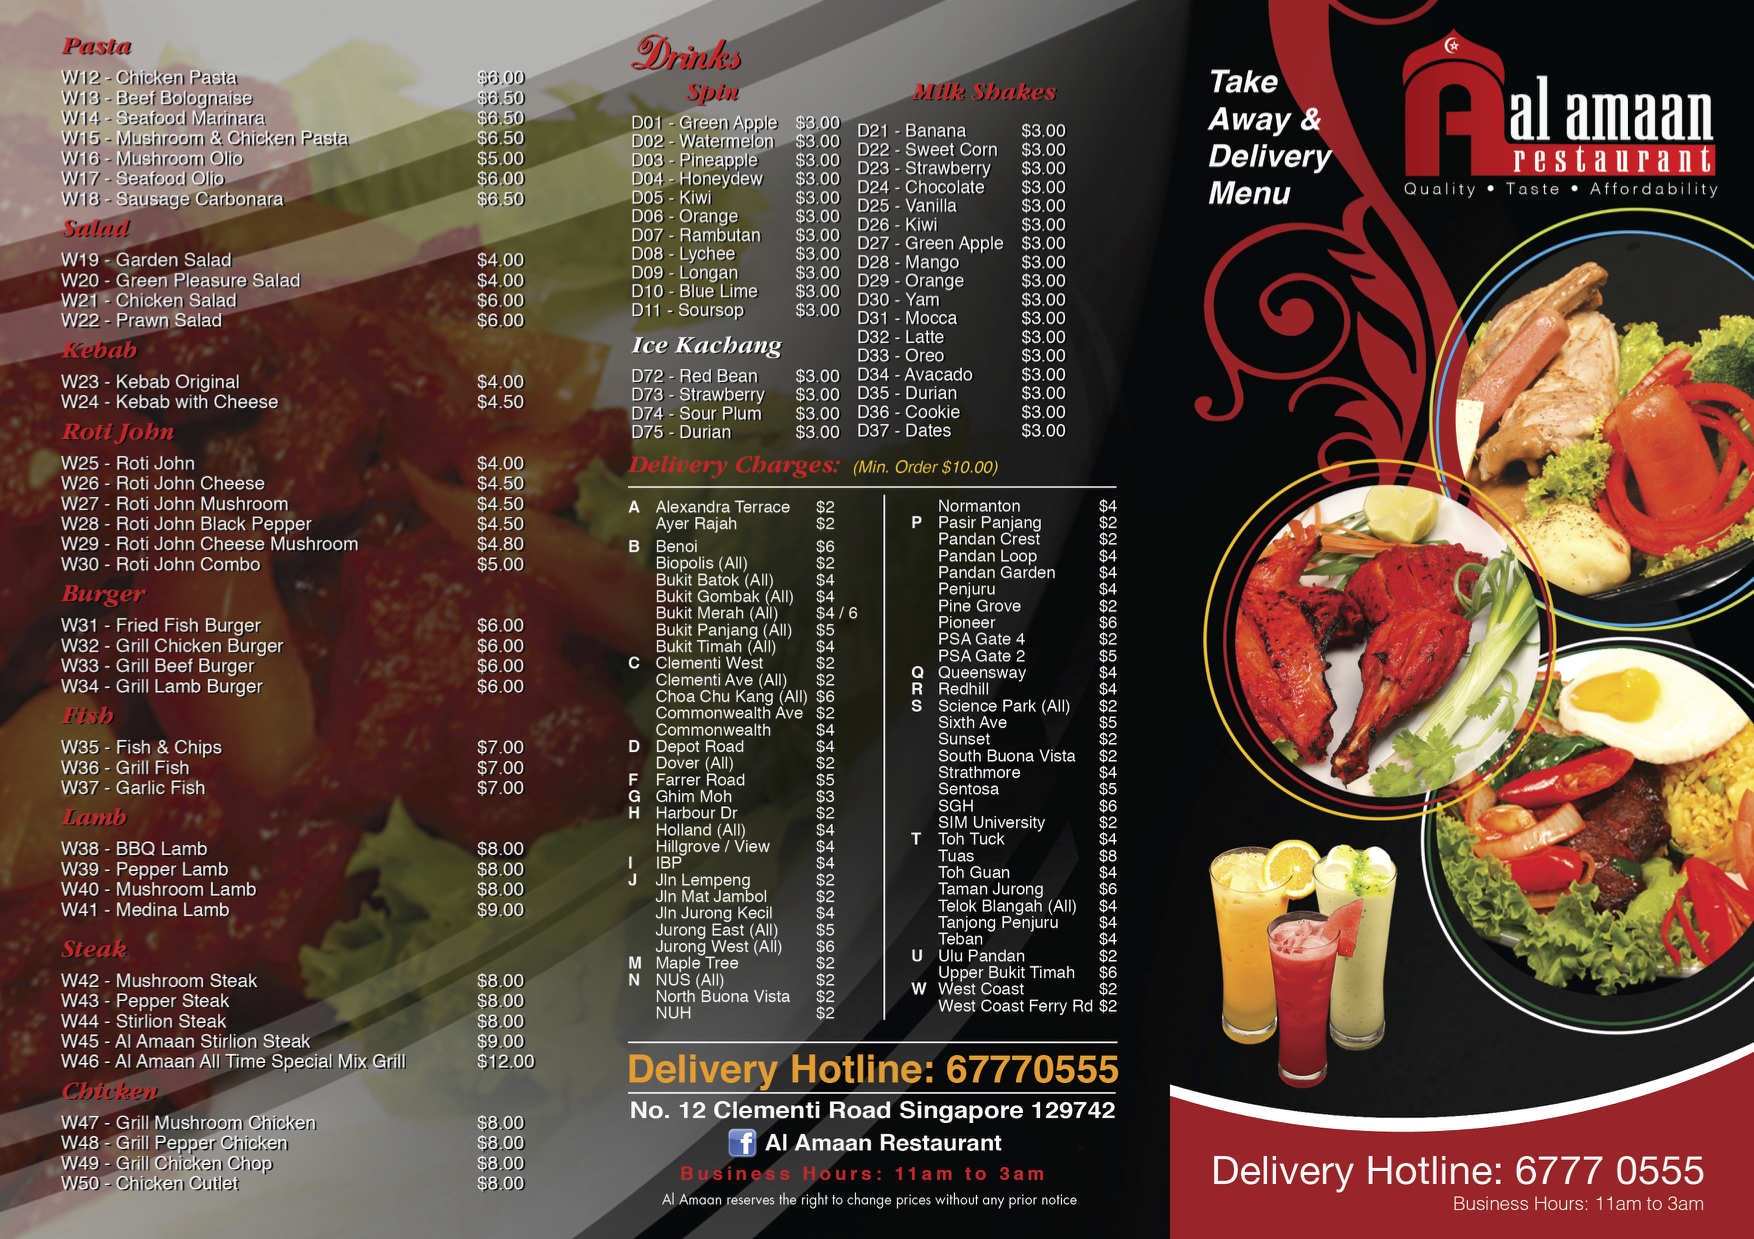 Pasta
W12 - Chicken Pasta $6.00
W13 - Beef Bolognaise $6.50
W14 - Seafood Marinara $6.50
W15 - Mushroom & Chicken Pasta $6.50
W16 - Mushroom Olio $5.00
W17 - Seafood Olio $6.00
W18 - Sausage Carbonara $6.50
Salad
W19 - Garden Salad $4.00
W20 - Green Pleasure Salad $4.00
W21 - Chicken Salad $6.00
W22 - Prawn Salad $6.00
Kebab
W23 - Kebab Original $4.00
W24 - Kebab with Cheese $4.50
Roti John
W25 - Roti John $4.00
W26 - Roti John Cheese $4.50
W27 - Roti John Mushroom $4.50
W28 - Roti John Black Pepper $4.50
W29 - Roti John Cheese Mushroom $4.80
W30 - Roti John Combo $5.00
Burger
W31 - Fried Fish Burger $6.00
W32 - Grill Chicken Burger $6.00
W33 - Grill Beef Burger $6.00
W34 - Grill Lamb Burger $6.00
Fish
W35 - Fish & Chips $7.00
W36 - Grill Fish $7.00
W37 - Garlic Fish $7.00
Lamb
W38 - BBQ Lamb $8.00
W39 - Pepper Lamb $8.00
W40 - Mushroom Lamb $8.00
W41 - Medina Lamb $9.00
Steak
W42 - Mushroom Steak $8.00
W43 - Pepper Steak $8.00
W44 - Stirlion Steak $8.00
W45 - Al Amaan Stirlion Steak $9.00
W46 - Al Amaan All Time Special Mix Grill $12.00
Chicken
W47 - Grill Mushroom Chicken $8.00
W48 - Grill Pepper Chicken $8.00
W49 - Grill Chicken Chop $8.00
W50 - Chicken Cutlet $8.00
Drinks
Spin
D01 - Green Apple $3.00
D02 - Watermelon $3.00
D03 - Pineapple $3.00
D04 - Honeydew $3.00
D05 - Kiwi $3.00
D06 - Orange $3.00
D07 - Rambutan $3.00
D08 - Lychee $3.00
D09 - Longan $3.00
D10 - Blue Lime $3.00
D11 - Soursop $3.00
Ice Kachang
D72 - Red Bean $3.00
D73 - Strawberry $3.00
D74 - Sour Plum $3.00
D75 - Durian $3.00
Milk Shakes
D21 - Banana $3.00
D22 - Sweet Corn $3.00
D23 - Strawberry $3.00
D24 - Chocolate $3.00
D25 - Vanilla $3.00
D26 - Kiwi $3.00
D27 - Green Apple $3.00
D28 - Mango $3.00
D29 - Orange $3.00
D30 - Yam $3.00
D31 - Mocca $3.00
D32 - Latte $3.00
D33 - Oreo $3.00
D34 - Avacado $3.00
D35 - Durian $3.00
D36 - Cookie $3.00
D37 - Dates $3.00
Delivery Charges: (Min. Order $10.00)
A Alexandra Terrace $2
Ayer Rajah $2
B Benoi $6
Biopolis (All) $2
Bukit Batok (All) $4
Bukit Gombak (All) $4
Bukit Merah (All) $4 / 6
Bukit Panjang (All) $5
Bukit Timah (All) $4
C Clementi West $2
Clementi Ave (All) $2
Choa Chu Kang (All) $6
Commonwealth Ave $2
Commonwealth $4
D Depot Road $4
Dover (All) $2
F Farrer Road $5
G Ghim Moh $3
H Harbour Dr $2
Holland (All) $4
Hillgrove / View $4
I IBP $4
J Jln Lempeng $2
Jln Mat Jambol $2
Jln Jurong Kecil $4
Jurong East (All) $5
Jurong West (All) $6
M Maple Tree $2
N NUS (All) $2
North Buona Vista $2
NUH $2
Normanton $4
P Pasir Panjang $2
Pandan Crest $2
Pandan Loop $4
Pandan Garden $4
Penjuru $4
Pine Grove $2
Pioneer $6
PSA Gate 4 $2
PSA Gate 2 $5
Q Queensway $4
R Redhill $4
S Science Park (All) $2
Sixth Ave $5
Sunset $2
South Buona Vista $2
Strathmore $4
Sentosa $5
SGH $6
SIM University $2
T Toh Tuck $4
Tuas $8
Toh Guan $4
Taman Jurong $6
Telok Blangah (All) $4
Tanjong Penjuru $4
Teban $4
U Ulu Pandan $2
Upper Bukit Timah $6
W West Coast $2
West Coast Ferry Rd $2
Delivery Hotline: 67770555
No. 12 Clementi Road Singapore 129742
f Al Amaan Restaurant
Business Hours: 11am to 3am
Al Amaan reserves the right to change prices without any prior notice
Take
Away &
Delivery
Menu
A al amaan
restaurant
Quality • Taste • Affordability
Delivery Hotline: 6777 0555
Business Hours: 11am to 3am